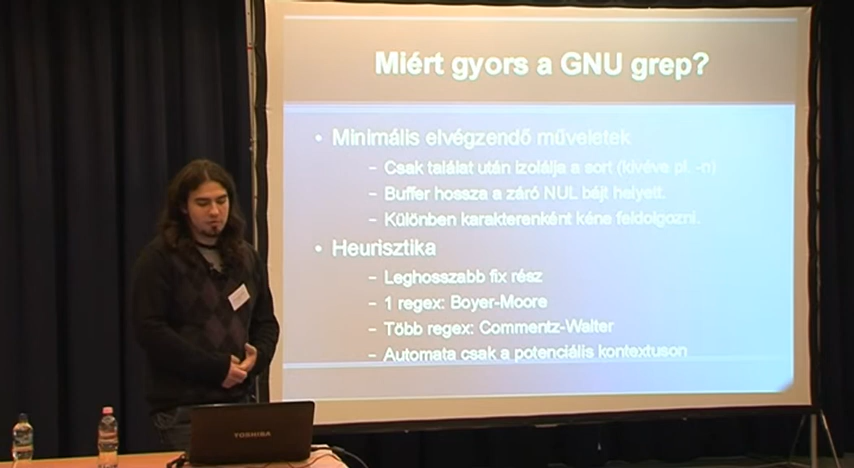 Miért gyors a GNU grep?
• Minimális elvégzendő műveletek
– Csak találat után izolálja a sort (kivéve pl. -n)
– Buffer hossza a záró NUL bájt helyett.
– Különben karakterenként kéne feldolgozni.
• Heurisztika
– Leghosszabb fix rész
– 1 regex: Boyer-Moore
– Több regex: Commentz-Walter
– Automata csak a potenciális kontextuson
TOSHIBA